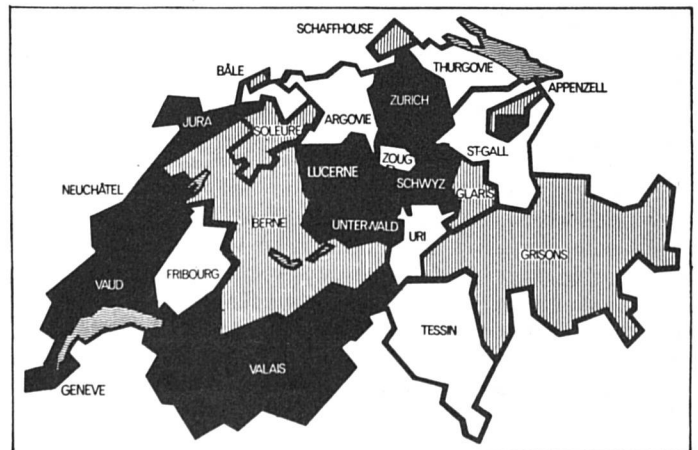 SCHAFFHOUSE
THURGOVIE
BÂLE
APPENZELL
ZURICH
JURA
SOLEURE
ARGOVIE
ST-GALL
ZOUG
LUCERNE
SCHWYZ
GLARIS
NEUCHÂTEL
BERNE
UNTERWALD
URI
GRISONS
FRIBOURG
VAUD
TESSIN
VALAIS
GENEVE